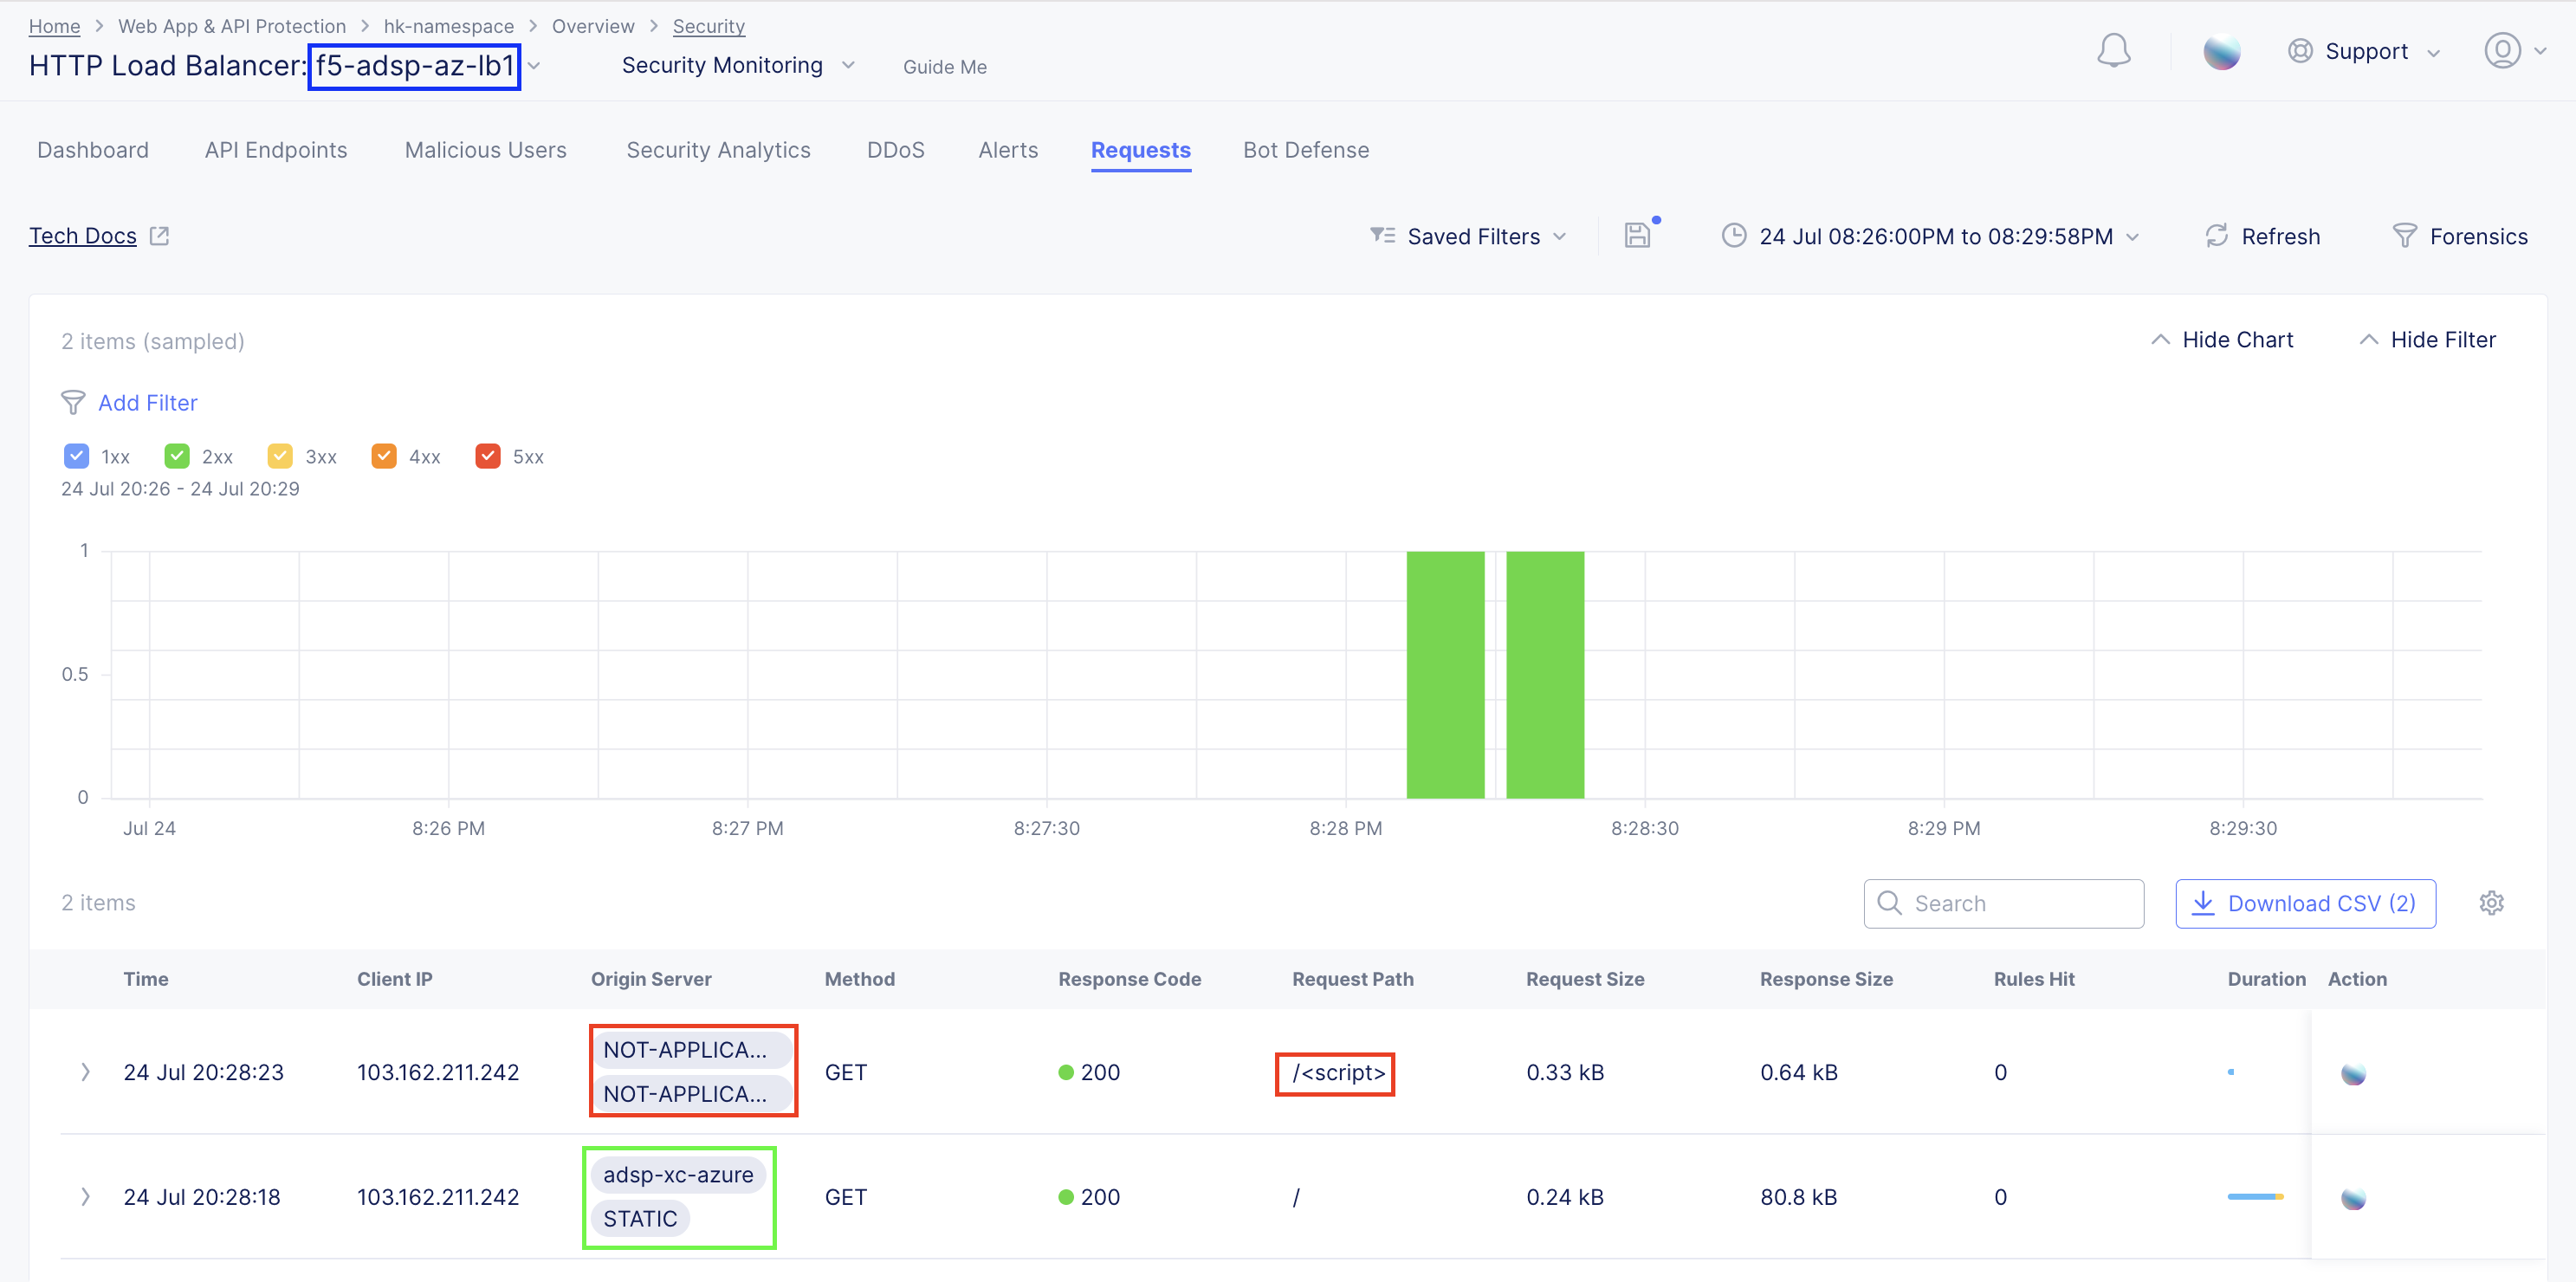 Home > Web App & API Protection > hk-namespace > Overview > Security
HTTP Load Balancer: f5-adsp-az-lb1
Security Monitoring
Guide Me
Support
Dashboard
API Endpoints
Malicious Users
Security Analytics
DDoS
Alerts
Requests
Bot Defense
Tech Docs
Saved Filters
24 Jul 08:26:00PM to 08:29:58PM
Refresh
Forensics
2 items (sampled)
Hide Chart
Hide Filter
Add Filter
1xx 2xx 3xx 4xx 5xx
24 Jul 20:26 - 24 Jul 20:29
1
0.5
0
Jul 24 8:26 PM 8:27 PM 8:27:30 8:28 PM 8:28:30 8:29 PM 8:29:30
2 items
Search
Download CSV (2)
Time Client IP Origin Server Method Response Code Request Path Request Size Response Size Rules Hit Duration Action
NOT-APPLICA...
24 Jul 20:28:23 103.162.211.242 GET 200 /<script> 0.33 kB 0.64 kB 0
NOT-APPLICA...
adsp-xc-azure
24 Jul 20:28:18 103.162.211.242 GET 200 / 0.24 kB 80.8 kB 0
STATIC